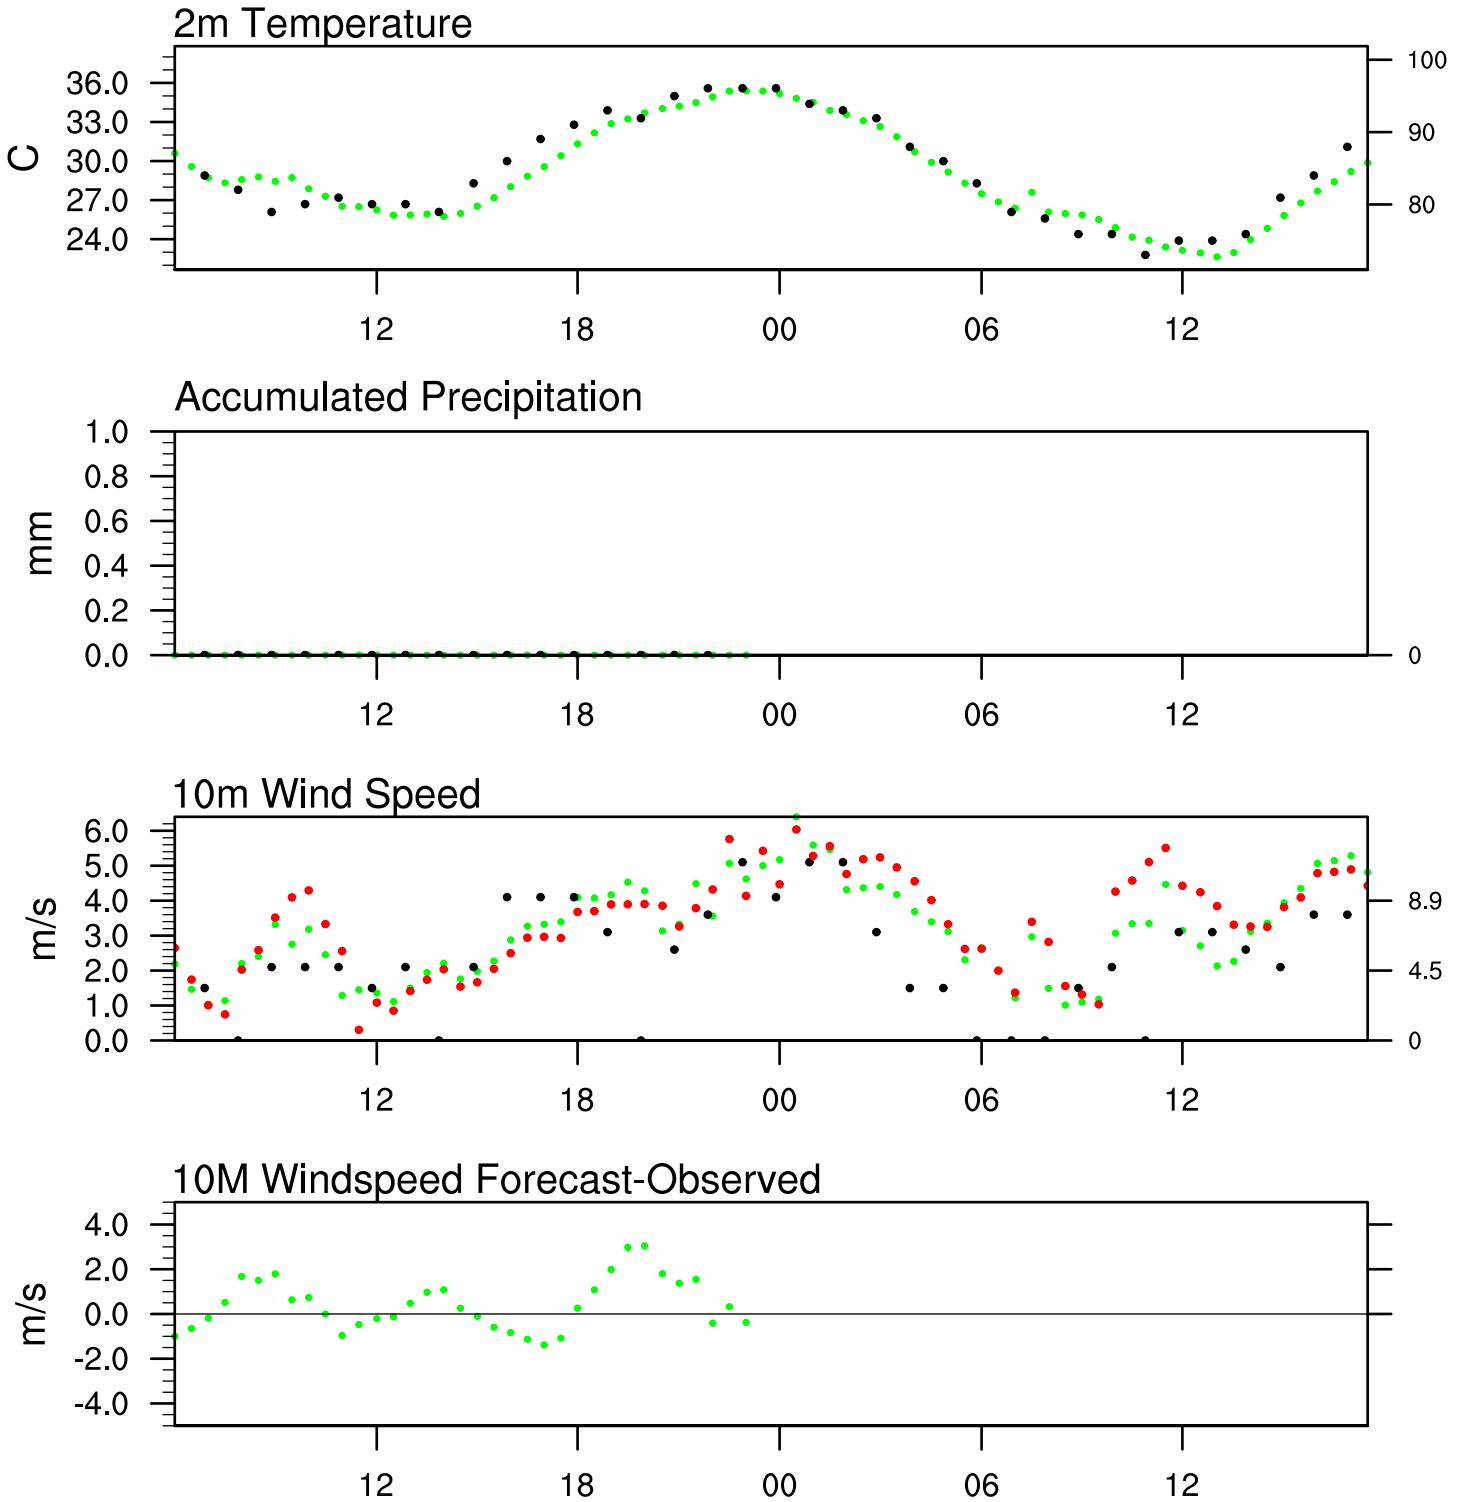 2m Temperature
C
36.0
33.0
30.0
27.0
24.0
100
90
80
12 18 00 06 12
Accumulated Precipitation
mm
1.0
0.8
0.6
0.4
0.2
0.0
0
12 18 00 06 12
10m Wind Speed
m/s
6.0
5.0
4.0
3.0
2.0
1.0
0.0
8.9
4.5
0
12 18 00 06 12
10M Windspeed Forecast-Observed
m/s
4.0
2.0
0.0
-2.0
-4.0
12 18 00 06 12